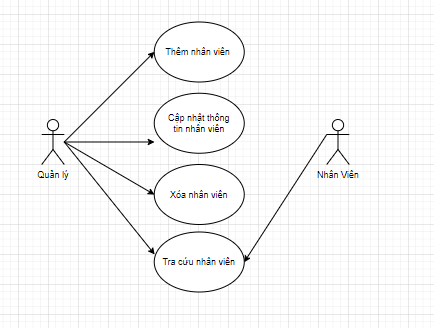 Thêm nhân viên
Cập nhật thông
tin nhân viên
Quản lý
Nhân Viên
Xóa nhân viên
Tra cứu nhân viên